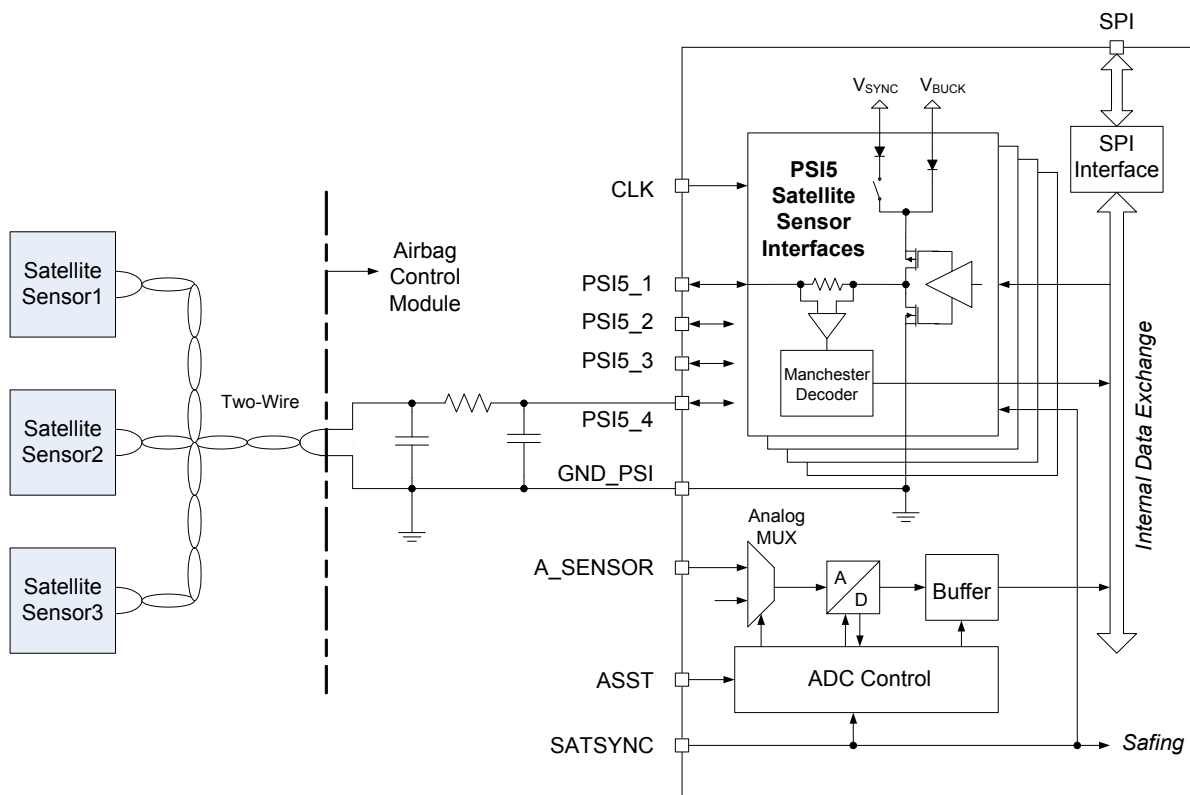 SPI
V_SYNC
V_BUCK
SPI
Interface
PSI5
Satellite
Sensor
Interfaces
CLK
Airbag
Control
Module
Satellite
Sensor1
PSI5_1
PSI5_2
PSI5_3
PSI5_4
Manchester
Decoder
Two-Wire
Satellite
Sensor2
GND_PSI
Internal Data Exchange
Analog
MUX
A_SENSOR
A
D
Buffer
Satellite
Sensor3
ASST
ADC Control
SATSYNC
Safing